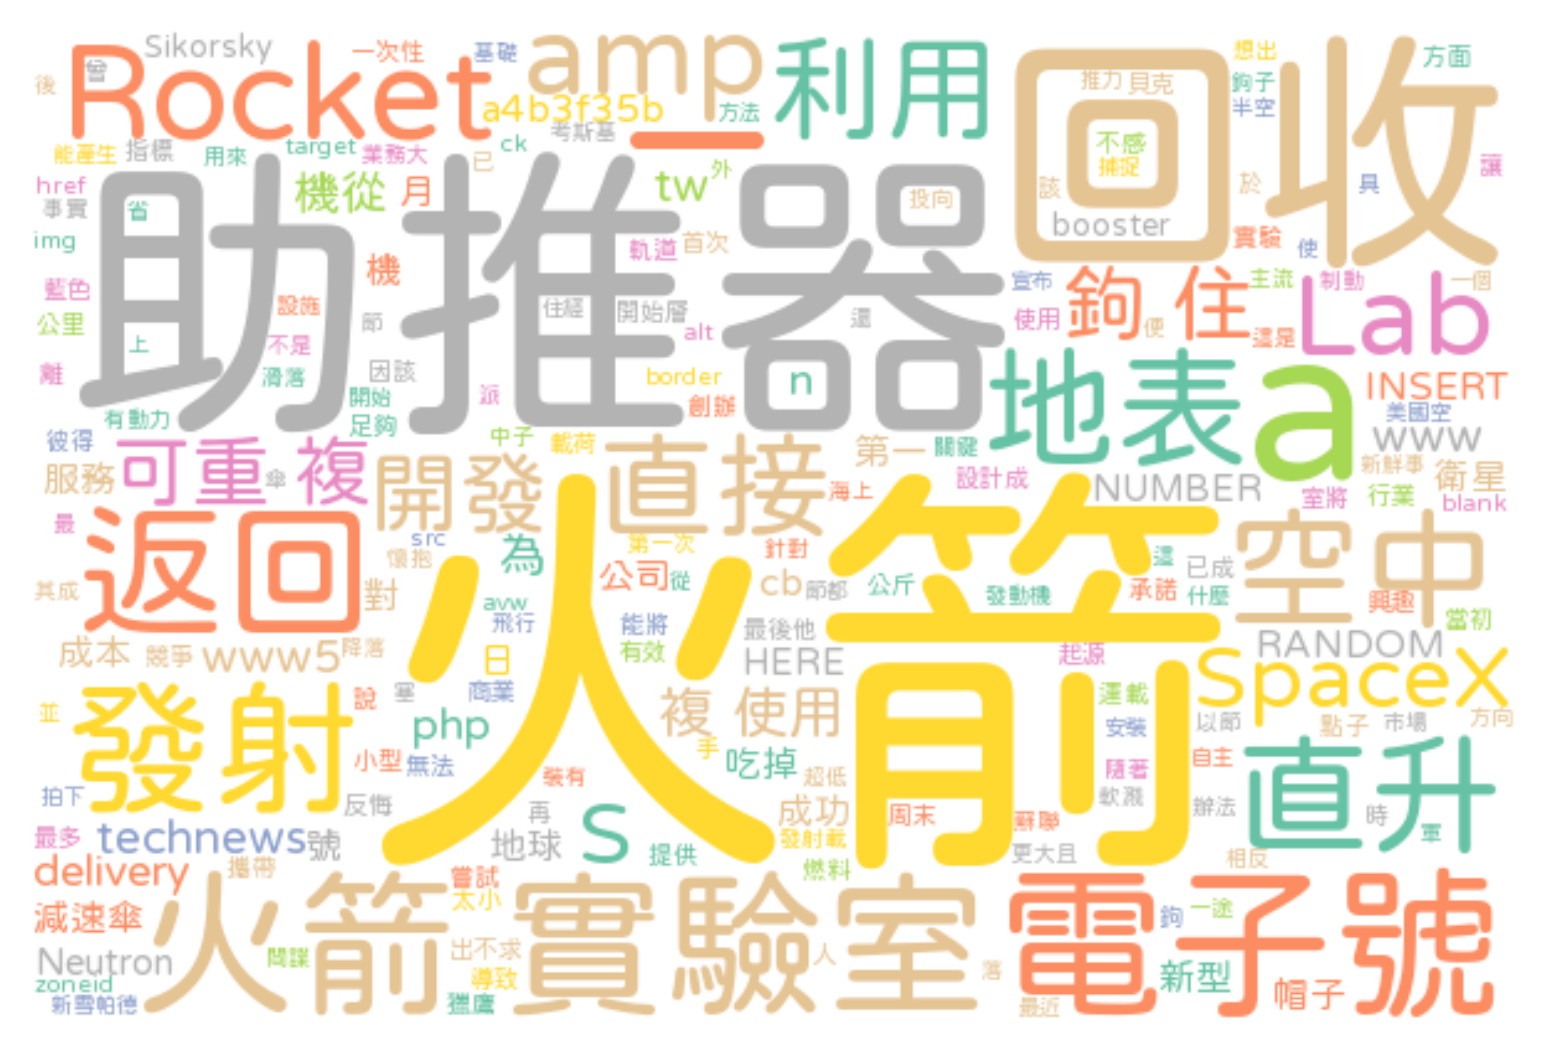 Sikorsky
一次性
基礎
amp
利用
回收
想出
方面
後
曾
Rocket
a4b3f35b
方法
推力
貝克
鉤子
半空
能產生
指標
用來
target
業務大
已
ck
考斯基
_
不感
捕捉
讓
href
事實
省
機從
月
助推器
tw
外
投向
該
booster
於
具
img
機
軌道
首次
實驗
使
藍色
設施
住經
開始層
宣布
鉤住
主流
制動
一個
公里
上
節
不是
alt
還
使用
便
這是
Lab
離
滑落
因該
派
border
n
地表
a
INSERT
有動力
開始
足夠
創辦
美國空
彼得
可重複
中子
載荷
直接
第一
關鍵
www
服務
傘
開發
海上
設計成
NUMBER
新鮮事
衛星
最
返回
src
火箭
第一次
室將
行業
blank
懷抱
為
針對
這
空中
其成
對
公司
從
cb
節都
公斤
發動機
承諾
已成
什麼
興趣
avw
飛行
能將
最後他
當初
成本
競爭
www5
降落
日
有效
HERE
起源
RANDOM
並
發射
說
塞
商業
複使用
運載
SpaceX
php
手
安裝
以節
點子
市場
方向
小型
無法
吃掉
自主
直升
拍下
反悔
裝有
超低
隨著
軟濺
辦法
時
軍
最多
technews
號
再
S
成功
周末
蘇聯
地球
提供
發射載
更大且
相反
delivery
攜帶
嘗試
燃料
減速傘
火箭實驗室
太小
電子號
鉤
一途
Neutron
間諜
出不求
人
新型
zoneid
導致
落
帽子
新雪帕德
獵鷹
最近